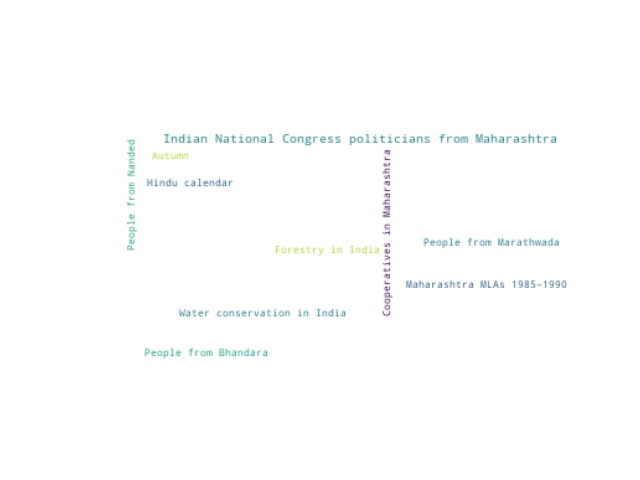 Indian National Congress politicians from Maharashtra
People from Nanded
Autumn
Hindu calendar
Cooperatives in Maharashtra
People from Marathwada
Forestry in India
Maharashtra MLAs 1985–1990
Water conservation in India
People from Bhandara